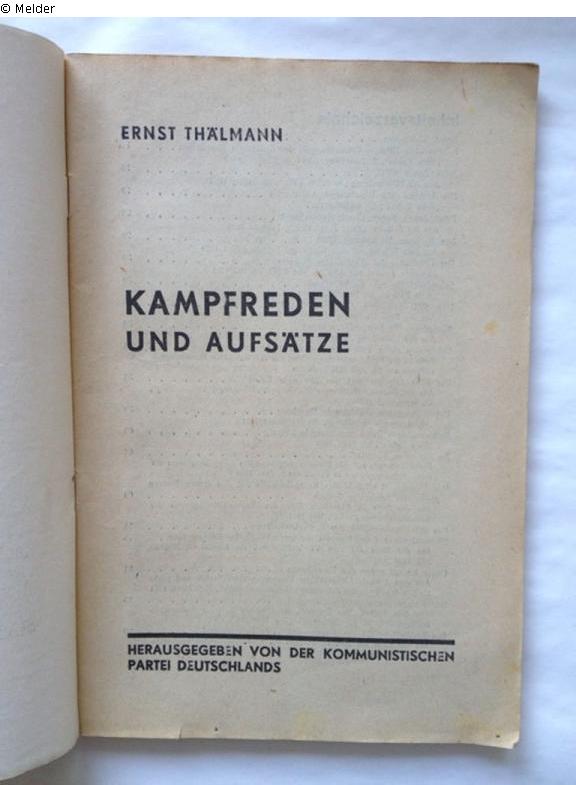 © Melder
ERNST THÄLMANN
KAMPFREDEN
UND AUFSÄTZE
HERAUSGEGEBEN VON DER KOMMUNISTISCHEN
PARTEI DEUTSCHLANDS